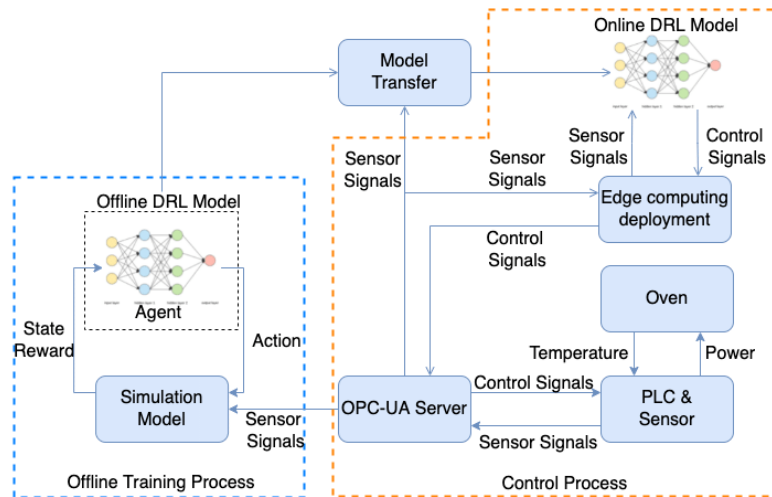 Online DRL Model
Model
Transfer
Sensor
Signals
Control
Signals
Sensor
Signals
Sensor
Signals
Edge computing
deployment
Control
Signals
Offline DRL Model
Agent
State
Reward
Action
Oven
Temperature
Power
Simulation
Model
Sensor
Signals
OPC-UA Server
Control Signals
PLC &
Sensor
Sensor Signals
Offline Training Process
Control Process